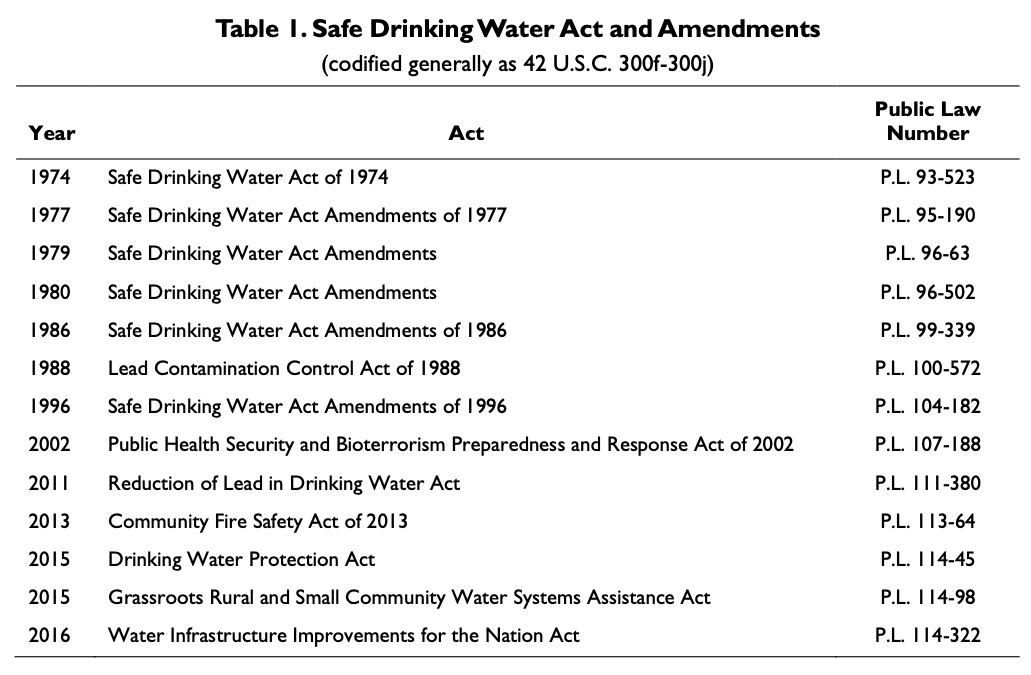 Table 1. Safe Drinking Water Act and Amendments
(codified generally as 42 U.S.C. 300f-300j)
Year Act Public Law Number
1974 Safe Drinking Water Act of 1974 P.L. 93-523
1977 Safe Drinking Water Act Amendments of 1977 P.L. 95-190
1979 Safe Drinking Water Act Amendments P.L. 96-63
1980 Safe Drinking Water Act Amendments P.L. 96-502
1986 Safe Drinking Water Act Amendments of 1986 P.L. 99-339
1988 Lead Contamination Control Act of 1988 P.L. 100-572
1996 Safe Drinking Water Act Amendments of 1996 P.L. 104-182
2002 Public Health Security and Bioterrorism Preparedness and Response Act of 2002 P.L. 107-188
2011 Reduction of Lead in Drinking Water Act P.L. 111-380
2013 Community Fire Safety Act of 2013 P.L. 113-64
2015 Drinking Water Protection Act P.L. 114-45
2015 Grassroots Rural and Small Community Water Systems Assistance Act P.L. 114-98
2016 Water Infrastructure Improvements for the Nation Act P.L. 114-322